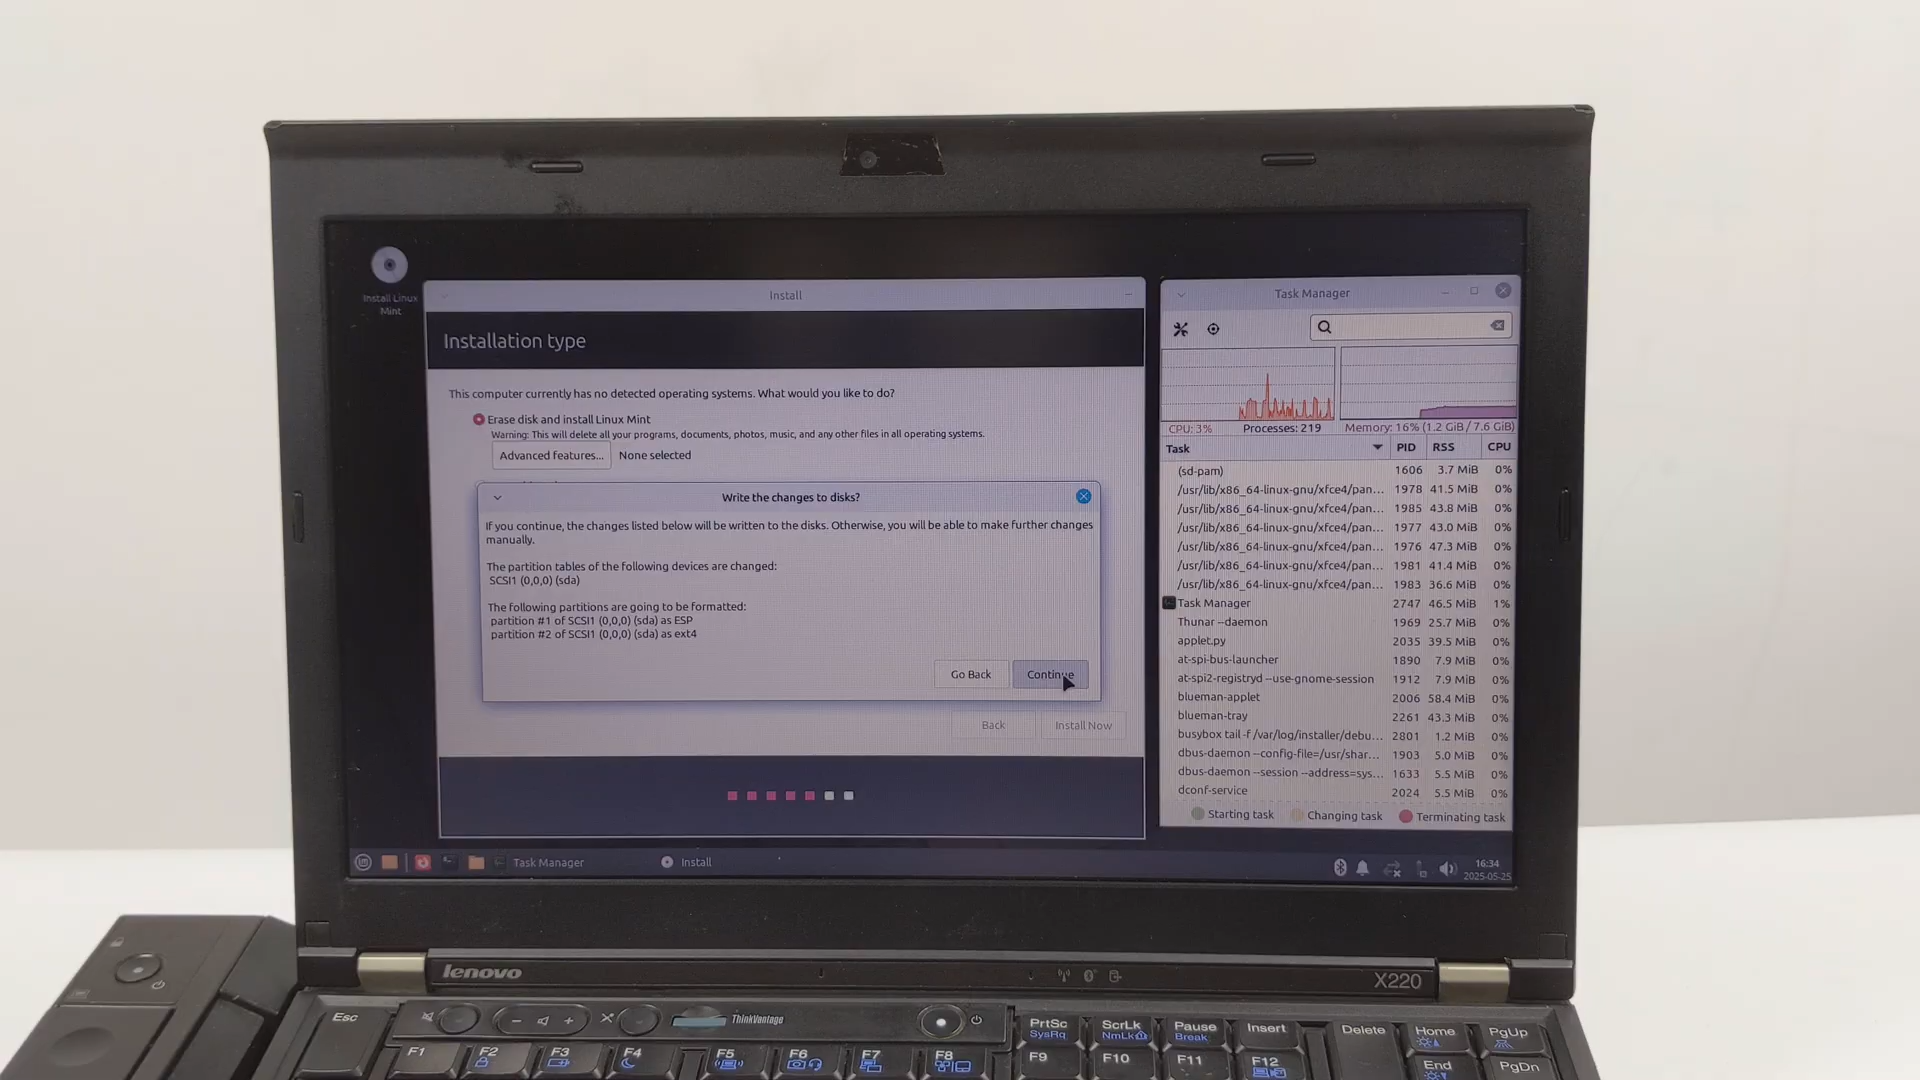 Install Linux
Mint
Install
Installation type
This computer currently has no detected operating systems. What would you like to do?
Erase disk and install Linux Mint
Warning: This will delete all your programs, documents, photos, music, and any other files in all operating systems.
Advanced features... None selected
Write the changes to disks?
If you continue, the changes listed below will be written to the disks. Otherwise, you will be able to make further changes
manually.
The partition tables of the following devices are changed:
SCSI1 (0,0,0) (sda)
The following partitions are going to be formatted:
partition #1 of SCSI1 (0,0,0) (sda) as ESP
partition #2 of SCSI1 (0,0,0) (sda) as ext4
Go Back Continue
Back Install Now
Task Manager
CPU: 3% Processes: 219 Memory: 16% (1.2 GiB / 7.6 GiB)
Task PID RSS CPU
(sd-pam) 1606 3.7 MiB 0%
/usr/lib/x86_64-linux-gnu/xfce4/pan... 1978 41.5 MiB 0%
/usr/lib/x86_64-linux-gnu/xfce4/pan... 1985 43.8 MiB 0%
/usr/lib/x86_64-linux-gnu/xfce4/pan... 1977 43.0 MiB 0%
/usr/lib/x86_64-linux-gnu/xfce4/pan... 1976 47.3 MiB 0%
/usr/lib/x86_64-linux-gnu/xfce4/pan... 1981 41.4 MiB 0%
/usr/lib/x86_64-linux-gnu/xfce4/pan... 1983 36.6 MiB 0%
Task Manager 2747 46.5 MiB 1%
Thunar --daemon 1969 25.7 MiB 0%
applet.py 2035 39.5 MiB 0%
at-spi-bus-launcher 1890 7.9 MiB 0%
at-spi2-registryd --use-gnome-session 1912 7.9 MiB 0%
blueman-applet 2006 58.4 MiB 0%
blueman-tray 2261 43.3 MiB 0%
busybox tail -f /var/log/installer/debu... 2801 1.2 MiB 0%
dbus-daemon --config-file=/usr/shar... 1903 5.0 MiB 0%
dbus-daemon --session --address=sys... 1633 5.5 MiB 0%
dconf-service 2024 5.5 MiB 0%
Starting task Changing task Terminating task
Task Manager Install
16:34
2025-05-25
lenovo
X220
ThinkVantage
Esc
PrtSc
SysRq
ScrLk
NmLk
Pause
Break
Insert
Delete
Home
PgUp
F1 F2 F3 F4 F5 F6 F7 F8 F9 F10 F11 F12
End
PgDn